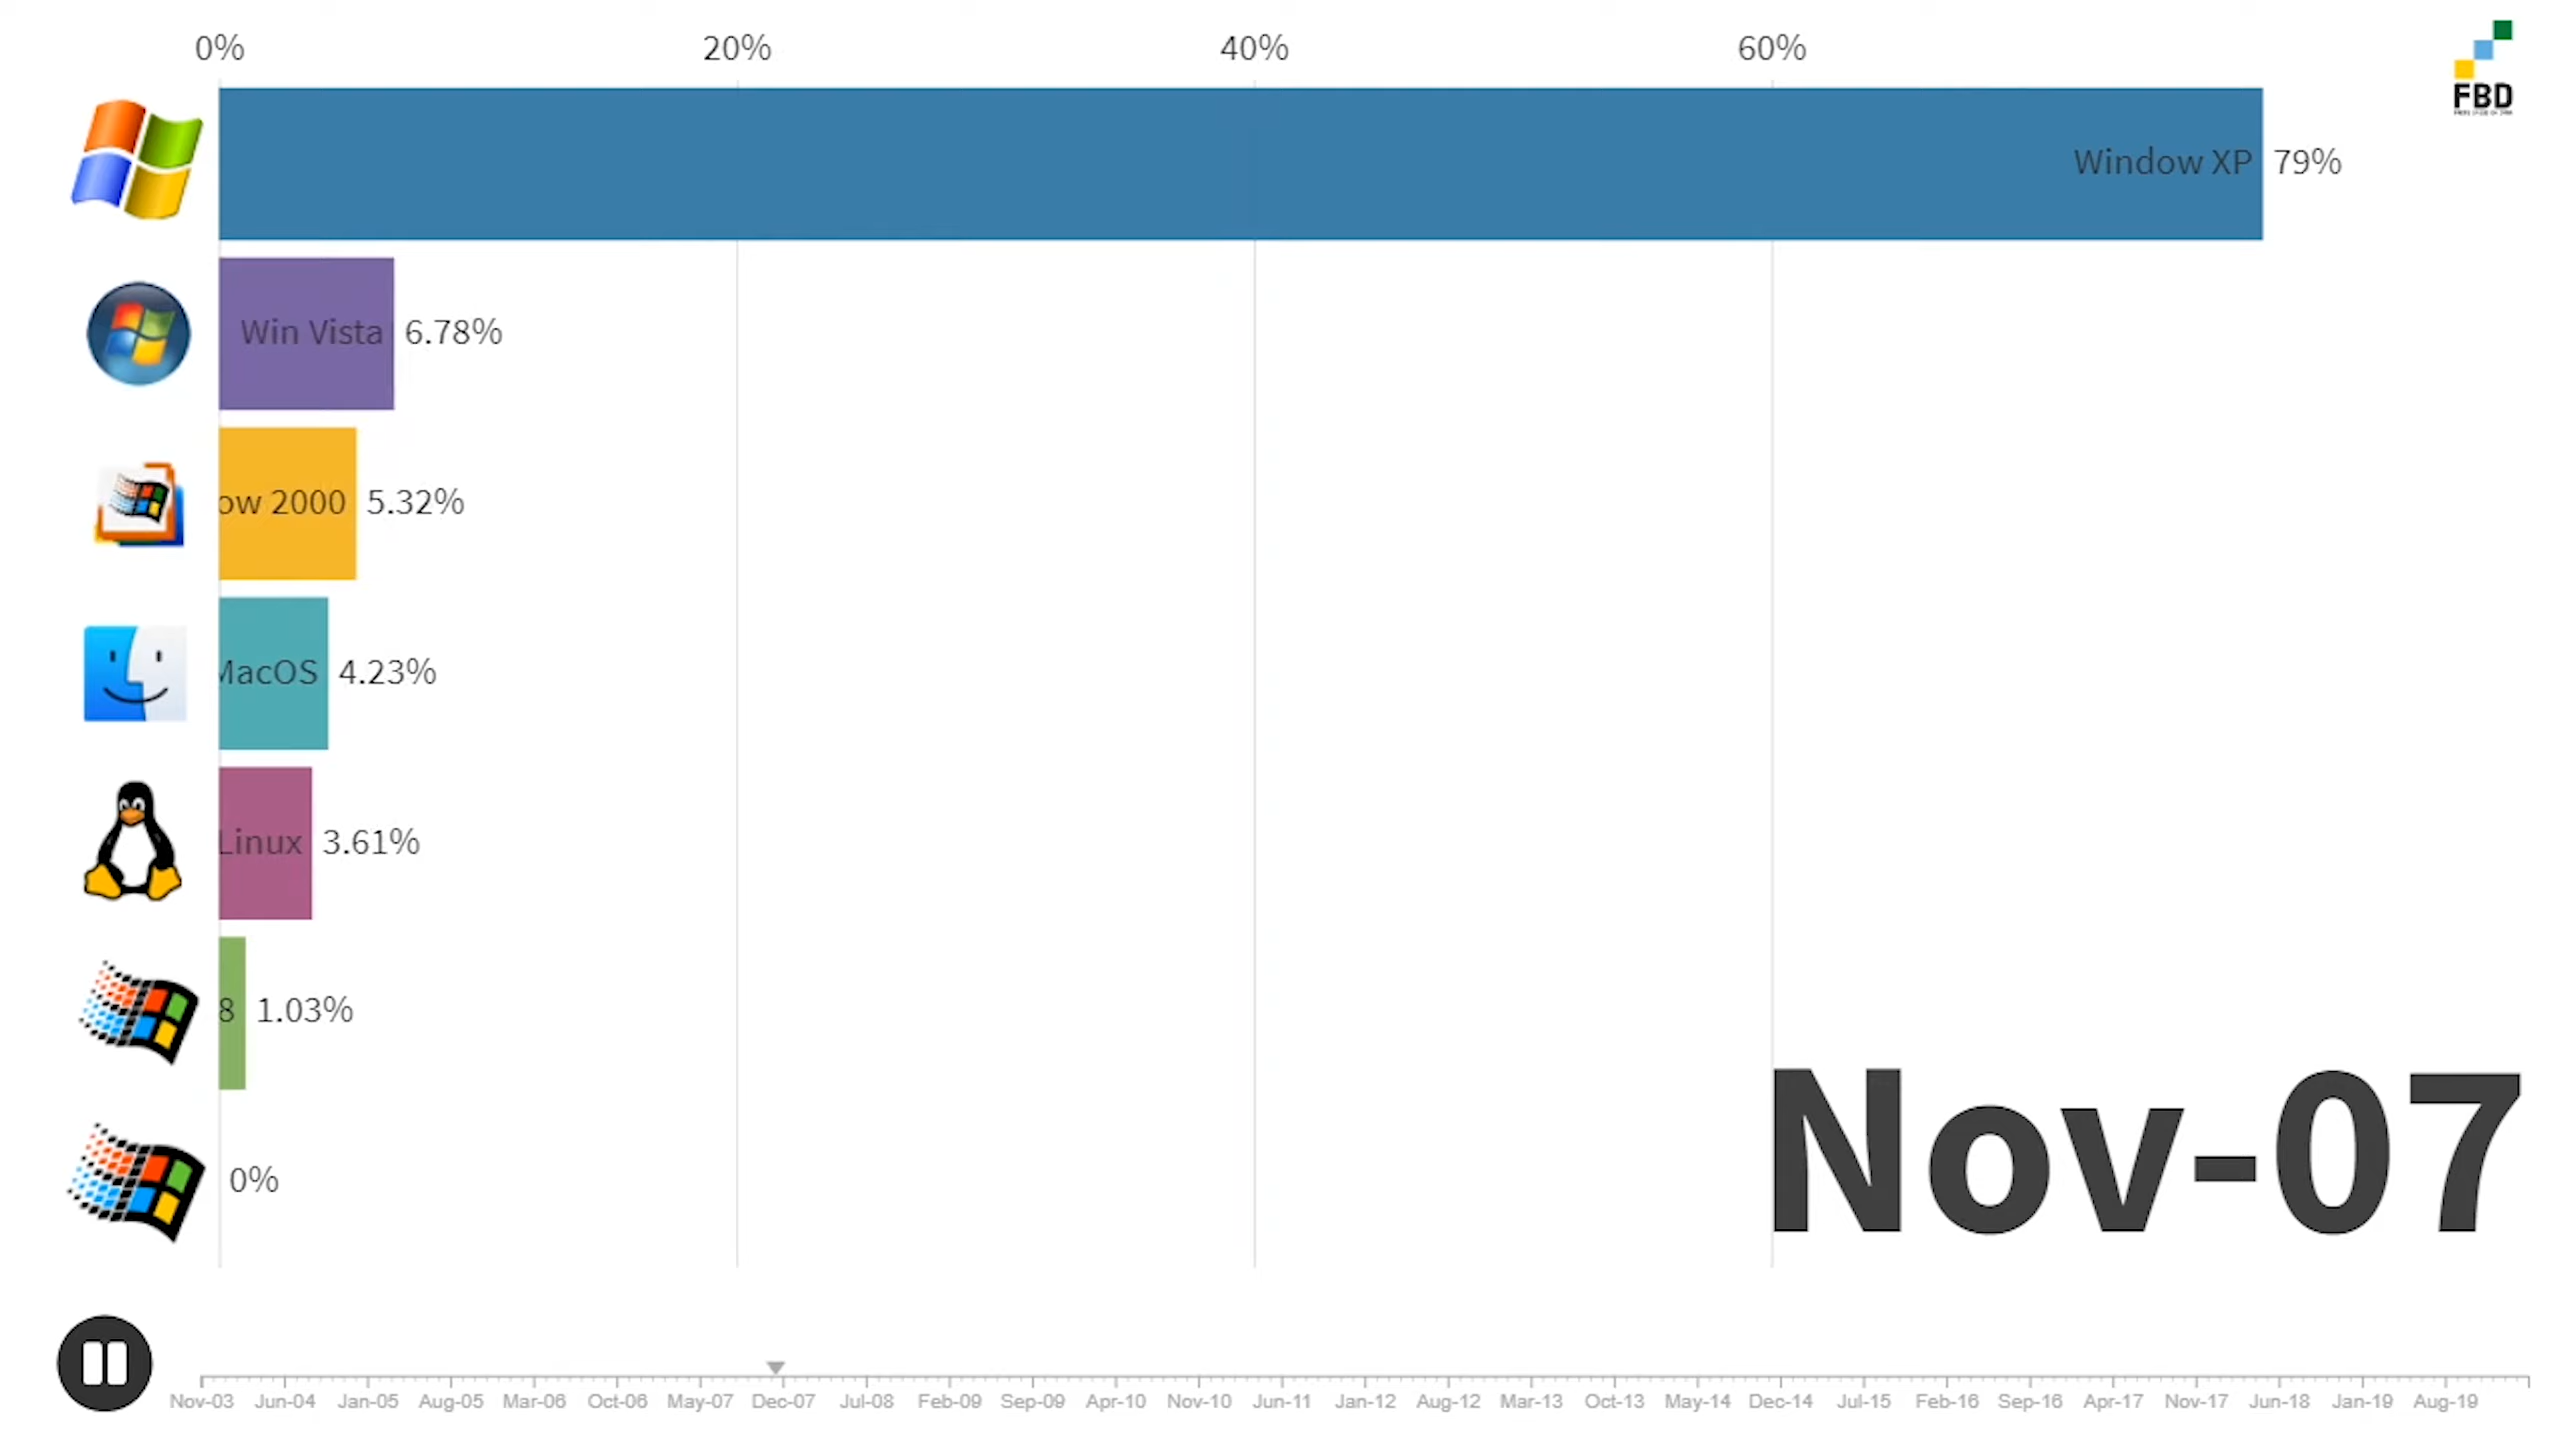 0% 20% 40% 60%
FBD
Window XP 79%
Win Vista 6.78%
ow 2000 5.32%
MacOS 4.23%
Linux 3.61%
8 1.03%
0%
Nov-07
Nov-03 Jun-04 Jan-05 Aug-05 Mar-06 Oct-06 May-07 Dec-07 Jul-08 Feb-09 Sep-09 Apr-10 Nov-10 Jun-11 Jan-12 Aug-12 Mar-13 Oct-13 May-14 Dec-14 Jul-15 Feb-16 Sep-16 Apr-17 Nov-17 Jun-18 Jan-19 Aug-19